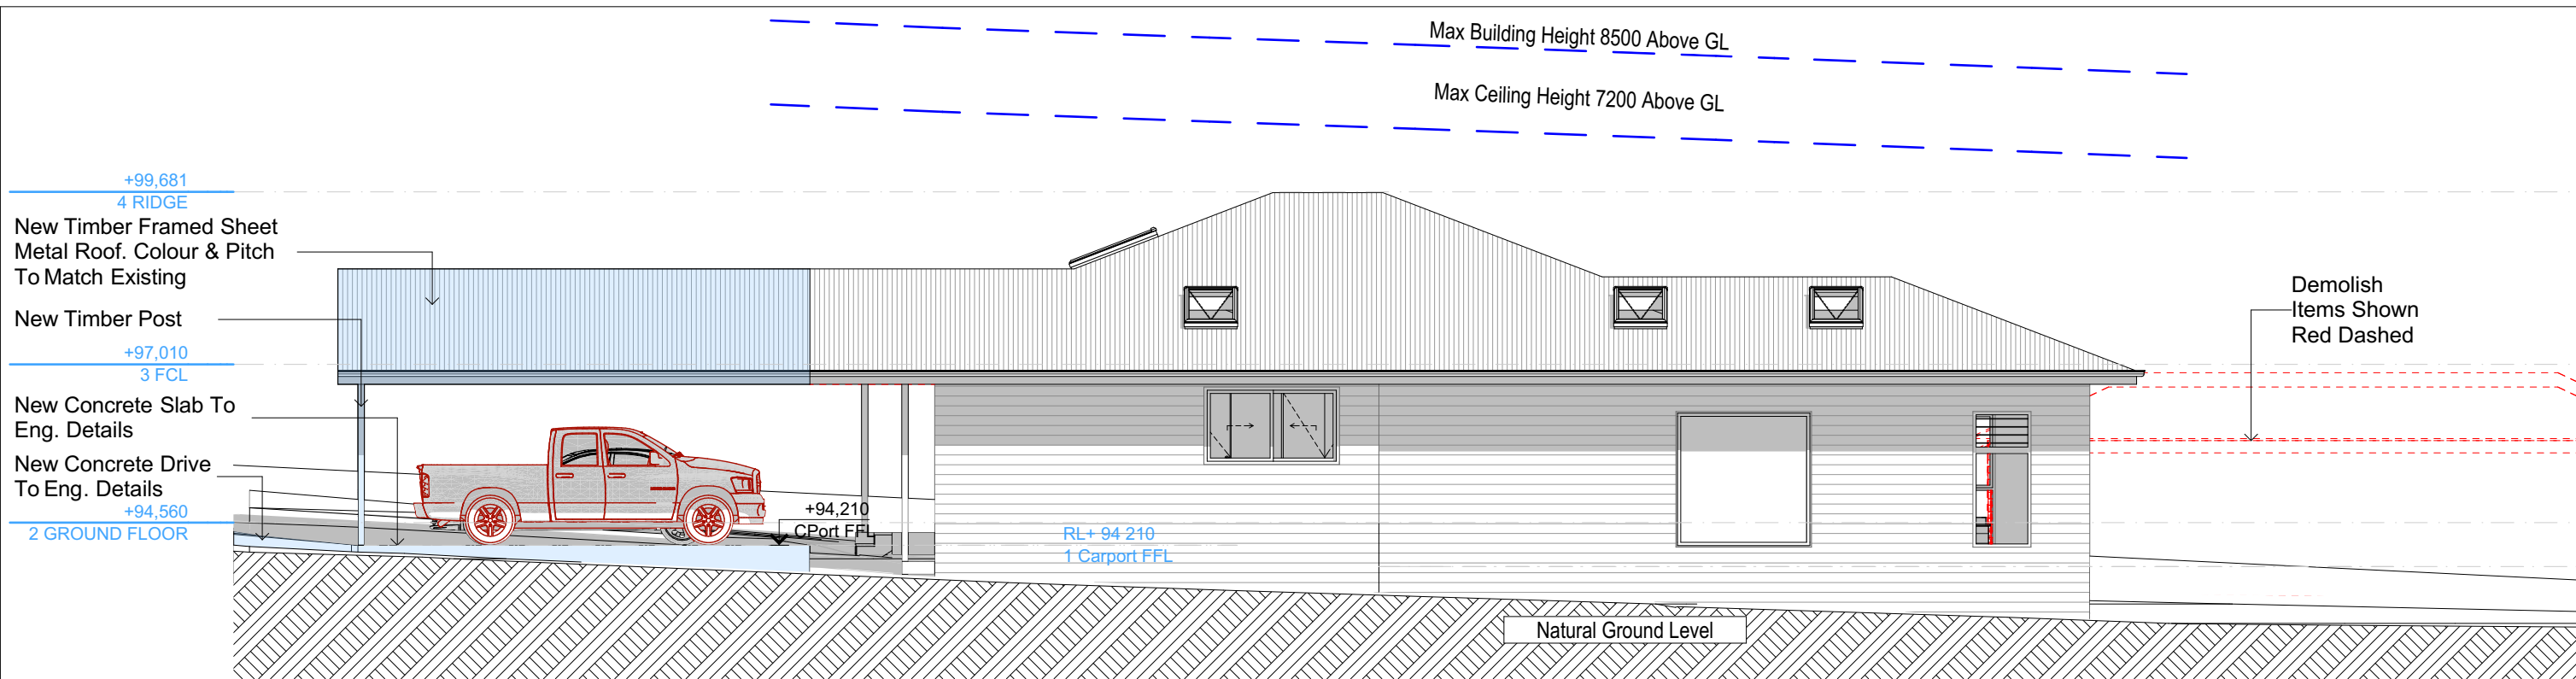 Max Building Height 8500 Above GL
Max Ceiling Height 7200 Above GL
+99,681
4 RIDGE
New Timber Framed Sheet
Metal Roof. Colour & Pitch
To Match Existing
New Timber Post
+97,010
3 FCL
New Concrete Slab To
Eng. Details
New Concrete Drive
To Eng. Details
+94,560
2 GROUND FLOOR
+94,210
CPort FFL
RL+ 94 210
1 Carport FFL
Demolish
Items Shown
Red Dashed
Natural Ground Level